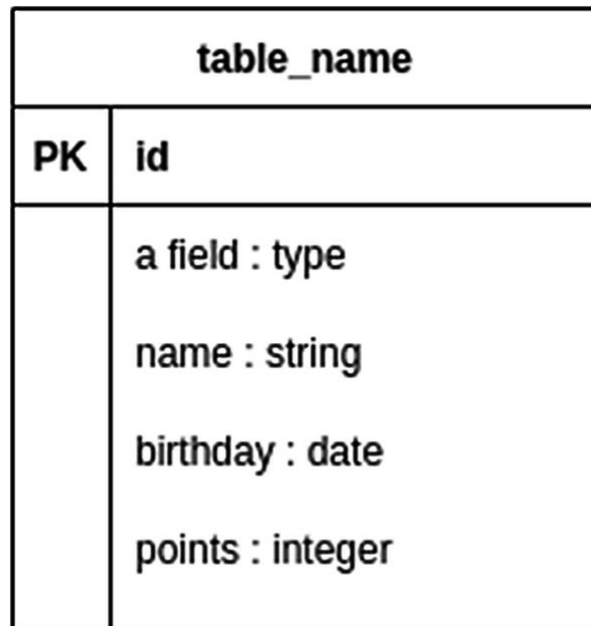 table_name
PK id
a field : type
name : string
birthday : date
points : integer